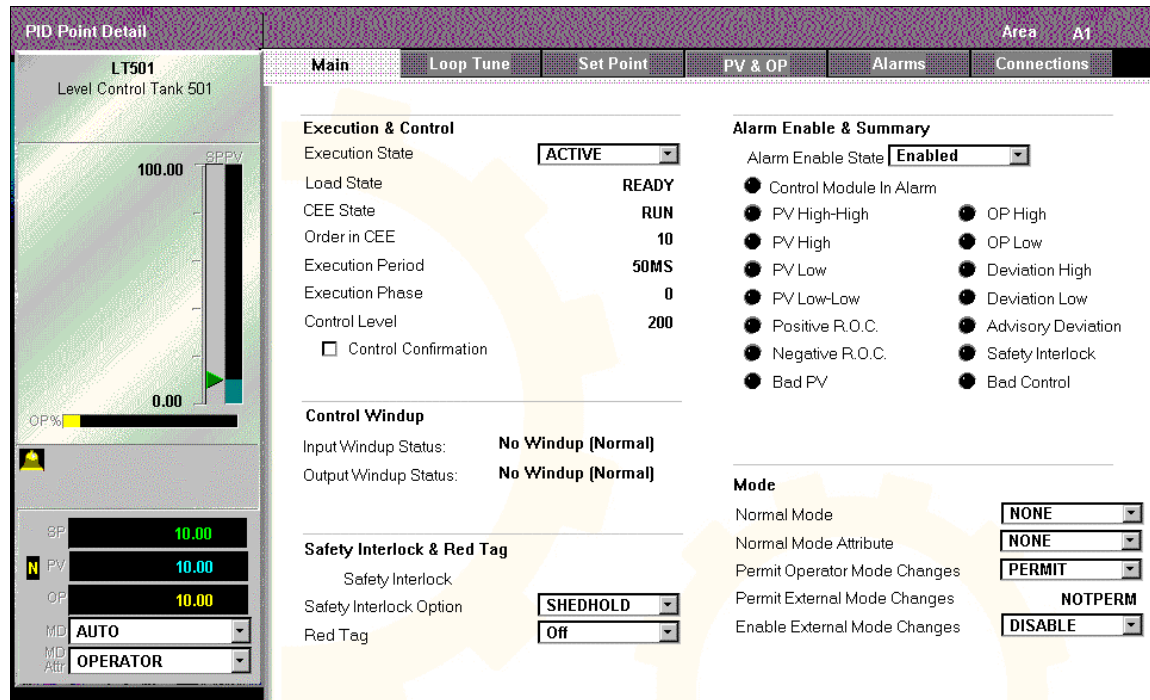 PID Point Detail
Area A1
LT501
Level Control Tank 501
SP PV
100.00
0.00
OP%
SP 10.00
N PV 10.00
OP 10.00
MD AUTO
MD Attr OPERATOR
Main Loop Tune Set Point PV & OP Alarms Connections
Execution & Control
Execution State ACTIVE
Load State READY
CEE State RUN
Order in CEE 10
Execution Period 50MS
Execution Phase 0
Control Level 200
Control Confirmation
Control Windup
Input Windup Status: No Windup (Normal)
Output Windup Status: No Windup (Normal)
Safety Interlock & Red Tag
Safety Interlock
Safety Interlock Option SHEDHOLD
Red Tag Off
Alarm Enable & Summary
Alarm Enable State Enabled
Control Module In Alarm
PV High-High OP High
PV High OP Low
PV Low Deviation High
PV Low-Low Deviation Low
Positive R.O.C. Advisory Deviation
Negative R.O.C. Safety Interlock
Bad PV Bad Control
Mode
Normal Mode NONE
Normal Mode Attribute NONE
Permit Operator Mode Changes PERMIT
Permit External Mode Changes NOTPERM
Enable External Mode Changes DISABLE